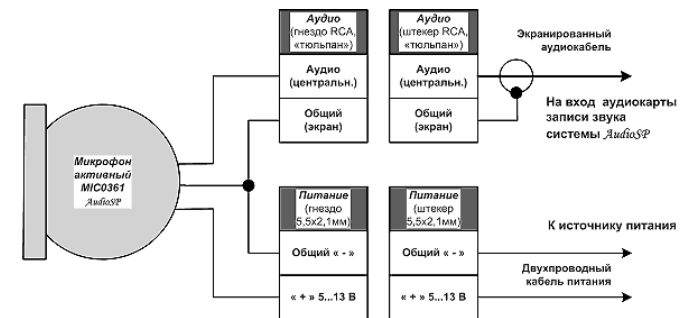 Аудио
(гнездо RCA,
«тюльпан»)
Аудио
(центральн.)
Общий
(экран)
Аудио
(штекер RCA,
«тюльпан»)
Аудио
(центральн.)
Общий
(экран)
Экранированный
аудиокабель
На вход аудиокарты
записи звука
системы AudioSP
Микрофон
активный
MIC0361
AudioSP
Питание
(гнездо
5,5х2,1мм)
Общий « - »
« + » 5...13 В
Питание
(штекер
5,5х2,1мм)
Общий « - »
« + » 5...13 В
К источнику питания
Двухпроводный
кабель питания